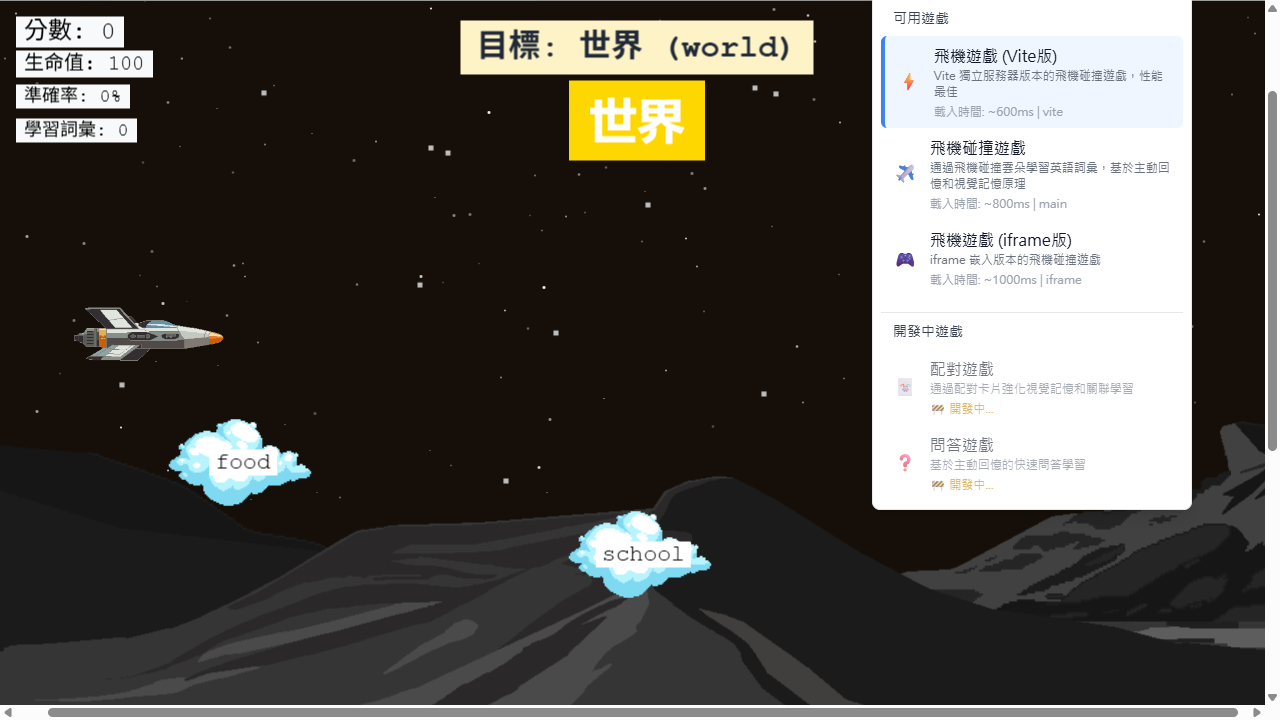 分數: 0
生命值: 100
準確率: 0%
學習詞彙: 0
目標: 世界 (world)
世界
food
school
可用遊戲
飛機遊戲 (Vite版)
Vite 獨立服務器版本的飛機碰撞遊戲，性能
最佳
載入時間: ~600ms | vite
飛機碰撞遊戲
通過飛機碰撞雲朵學習英語詞彙，基於主動回
憶和視覺記憶原理
載入時間: ~800ms | main
飛機遊戲 (iframe版)
iframe 嵌入版本的飛機碰撞遊戲
載入時間: ~1000ms | iframe
開發中遊戲
配對遊戲
通過配對卡片強化視覺記憶和關聯學習
開發中...
問答遊戲
基於主動回憶的快速問答學習
開發中...